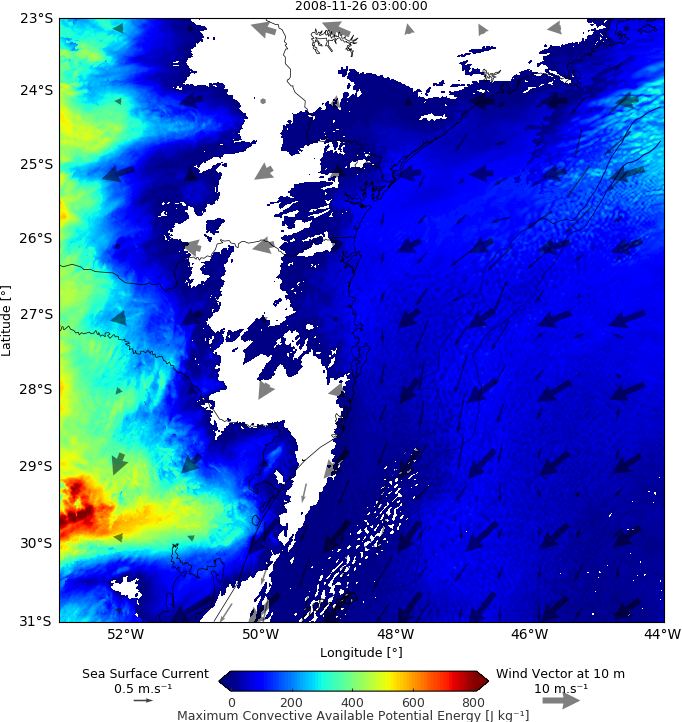 2008-11-26 03:00:00
23°S
24°S
25°S
26°S
27°S
28°S
29°S
30°S
31°S
Latitude [°]
52°W 50°W 48°W 46°W 44°W
Longitude [°]
Sea Surface Current
0.5 m.s⁻¹
Wind Vector at 10 m
10 m.s⁻¹
0 200 400 600 800
Maximum Convective Available Potential Energy [J kg⁻¹]